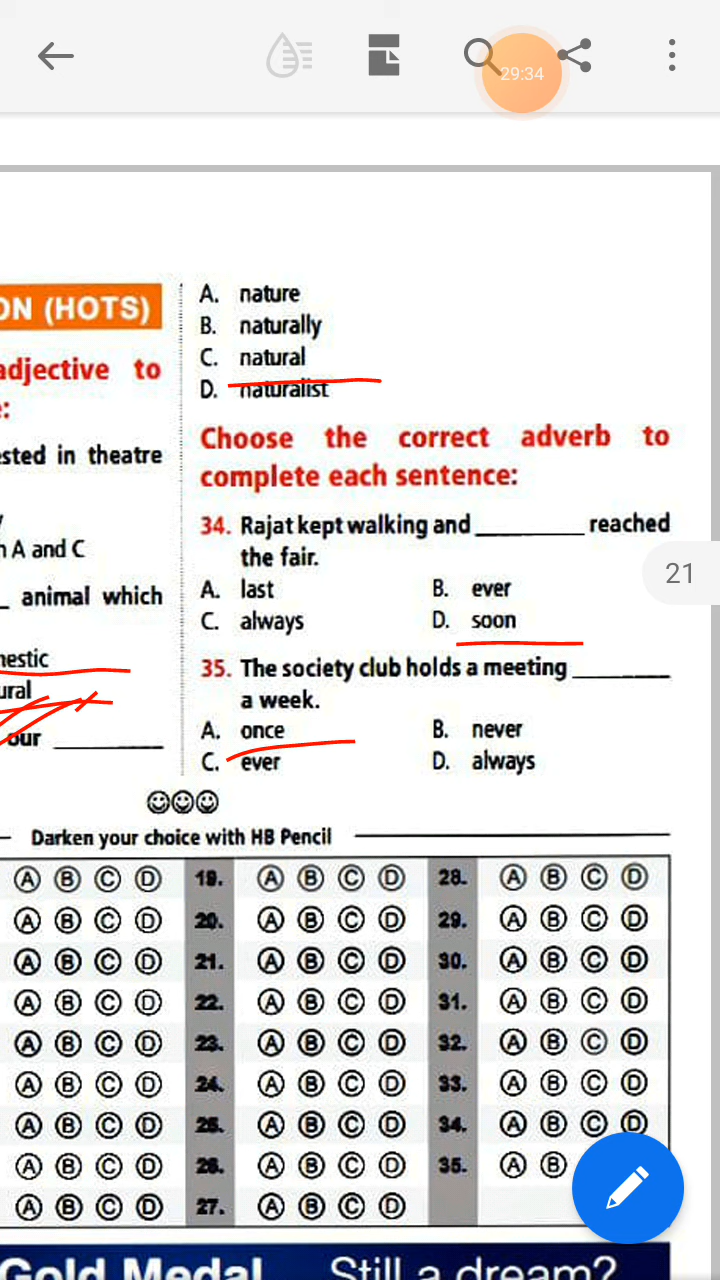 29:34
ON (HOTS)
adjective to
:
sted in theatre
A and C
animal which
estic
ural
our
A. nature
B. naturally
C. natural
D. naturalist
Choose the correct adverb to
complete each sentence:
34. Rajat kept walking and ________ reached
the fair.
A. last B. ever
C. always D. soon
21
35. The society club holds a meeting ________
a week.
A. once B. never
C. ever D. always
Darken your choice with HB Pencil
A B C D 19. A B C D 28. A B C D
A B C D 20. A B C D 29. A B C D
A B C D 21. A B C D 30. A B C D
A B C D 22. A B C D 31. A B C D
A B C D 23. A B C D 32. A B C D
A B C D 24. A B C D 33. A B C D
A B C D 25. A B C D 34. A B C D
A B C D 26. A B C D 35. A B
A B C D 27. A B C D
Gold Medal Still a dream?